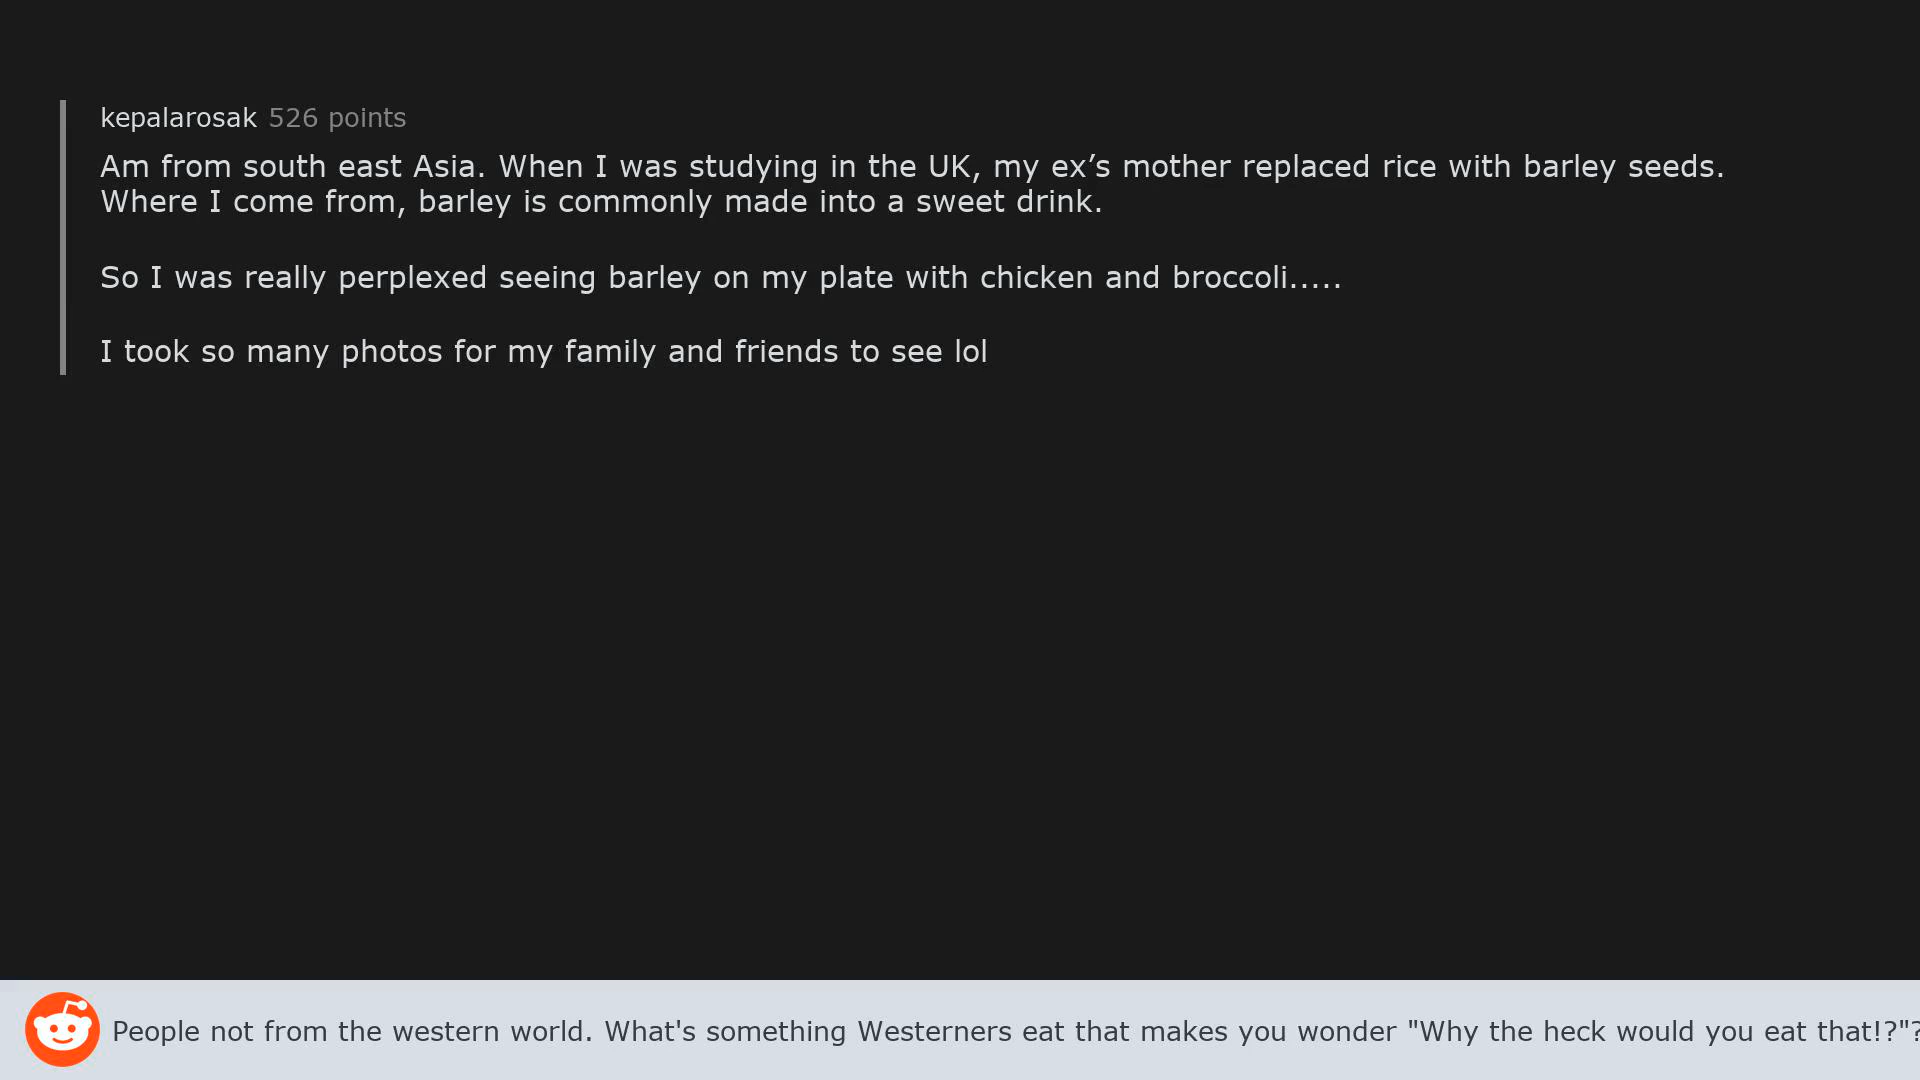 kepalarosak 526 points
Am from south east Asia. When I was studying in the UK, my ex’s mother replaced rice with barley seeds.
Where I come from, barley is commonly made into a sweet drink.
So I was really perplexed seeing barley on my plate with chicken and broccoli.....
I took so many photos for my family and friends to see lol
People not from the western world. What's something Westerners eat that makes you wonder "Why the heck would you eat that!?"?